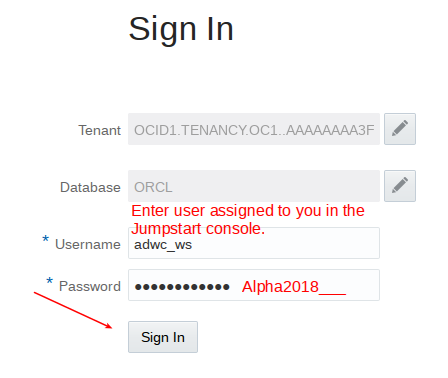 Sign In
Tenant OCID1.TENANCY.OC1..AAAAAAAA3F
Database ORCL
Enter user assigned to you in the
Jumpstart console.
* Username adwc_ws
* Password ●●●●●●●●●●●● Alpha2018___
Sign In